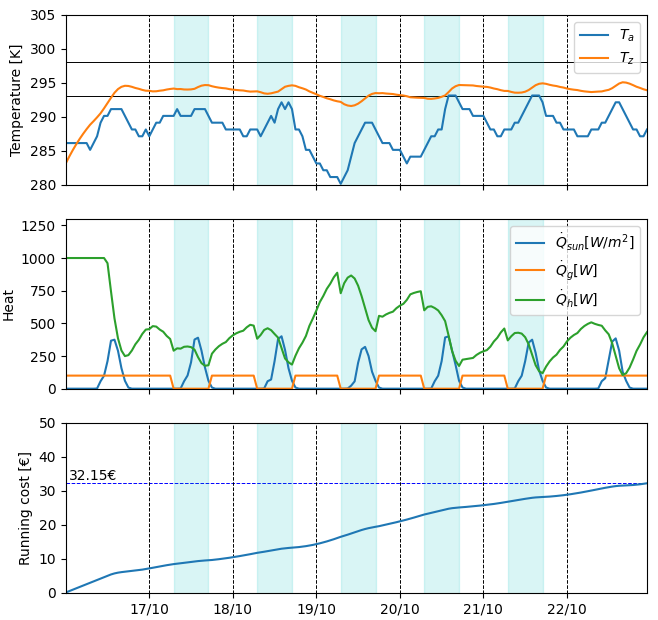 305
300
295
290
285
280
Temperature [K]
T_a
T_z
1250
1000
750
500
250
0
Heat
Q̇_sun[W/m²]
Q̇_g[W]
Q̇_h[W]
50
40
30
20
10
0
Running cost [€]
32.15€
17/10 18/10 19/10 20/10 21/10 22/10